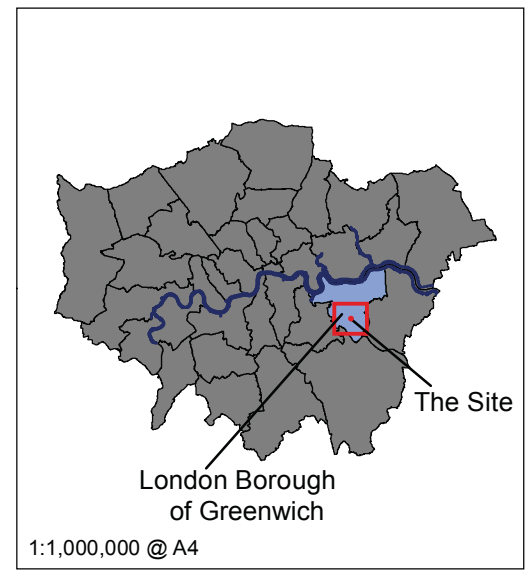 The Site
London Borough
of Greenwich
1:1,000,000 @ A4